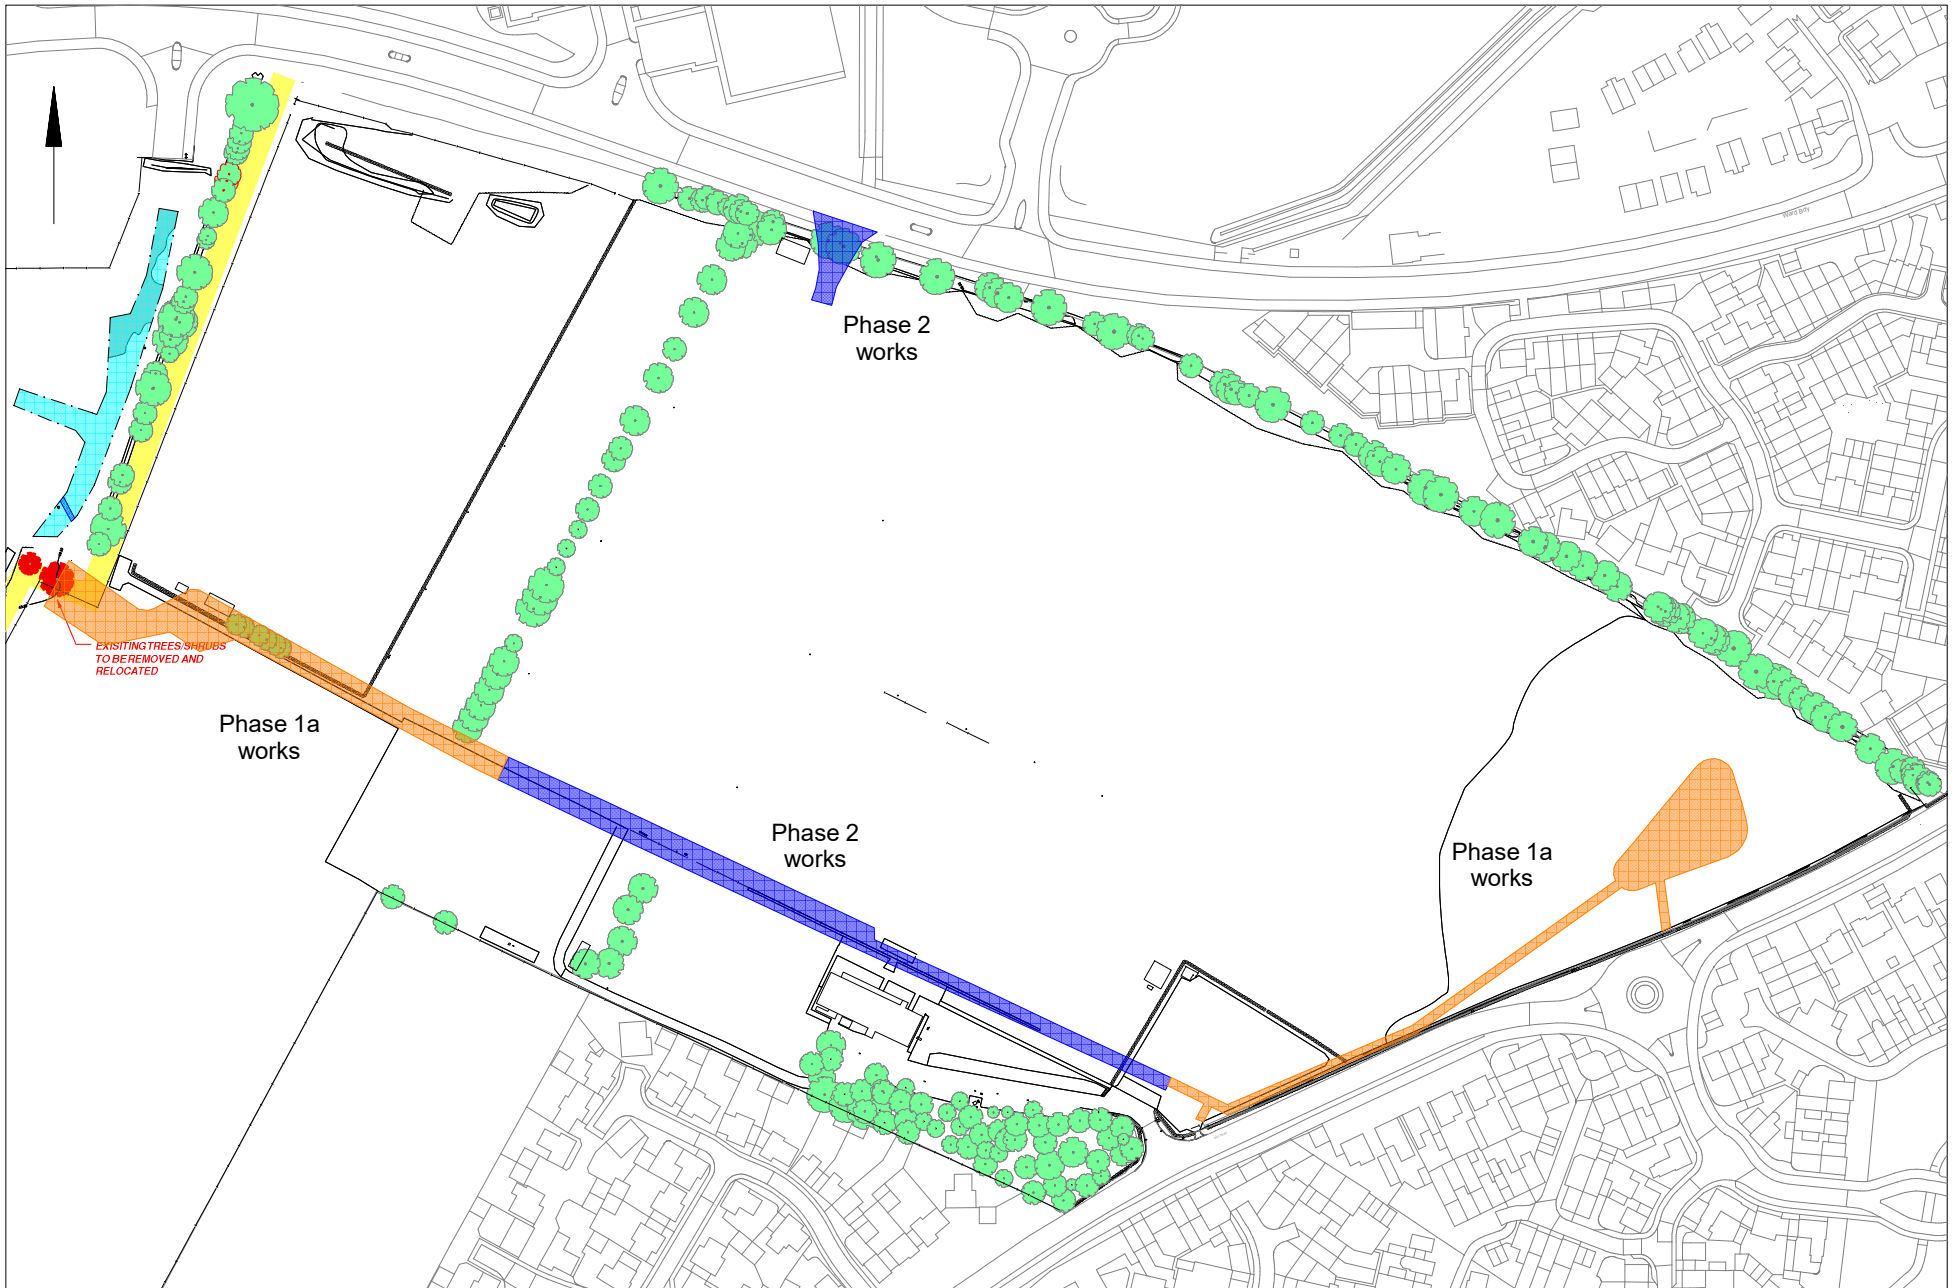 Phase 2
works
EXISITING TREES/SHRUBS
TO BE REMOVED AND
RELOCATED
Phase 1a
works
Phase 2
works
Phase 1a
works